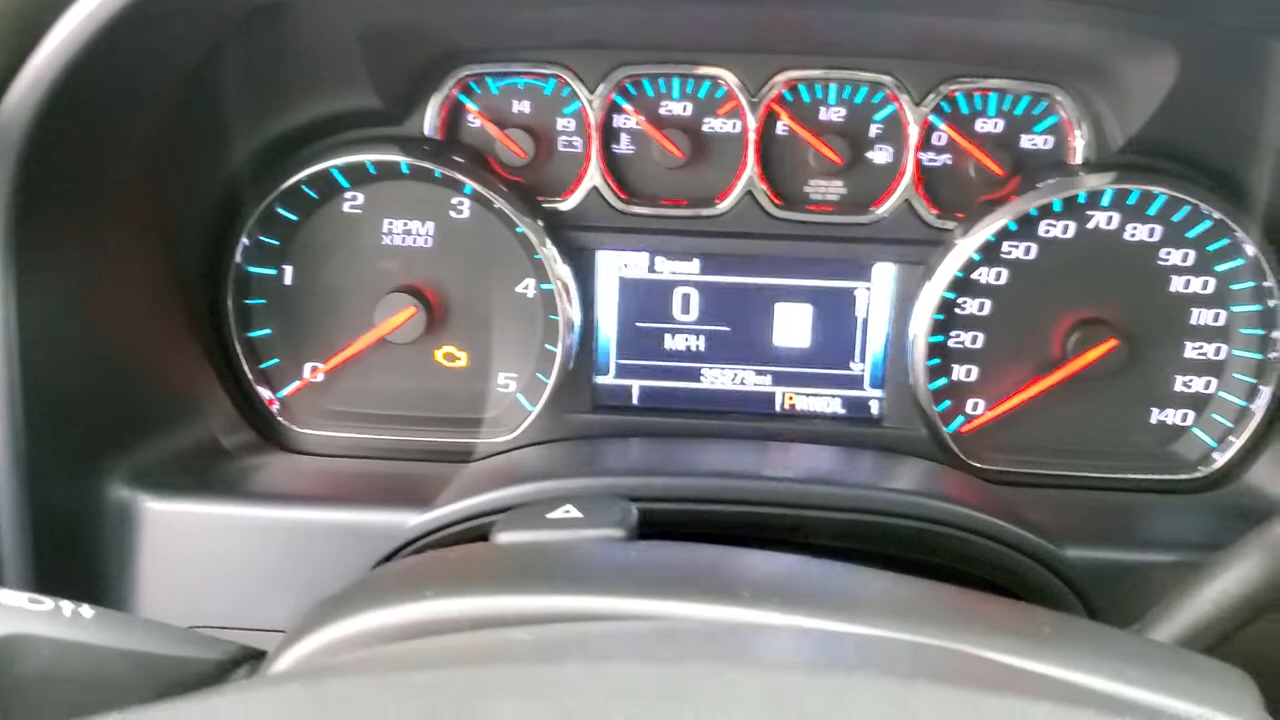 9 14 19
160 210 260
E 1/2 F
0 60 120
0 1 2 3 4 5
RPM
x1000
Speed
0
MPH
39273 mi
PRNDL 1
0 10 20 30 40 50 60 70 80 90 100 110 120 130 140